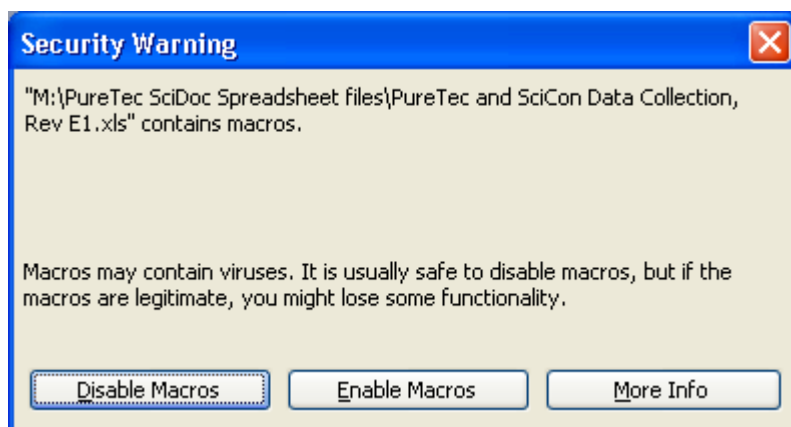 Security Warning
"M:\PureTec SciDoc Spreadsheet files\PureTec and SciCon Data Collection,
Rev E1.xls" contains macros.
Macros may contain viruses. It is usually safe to disable macros, but if the
macros are legitimate, you might lose some functionality.
Disable Macros
Enable Macros
More Info